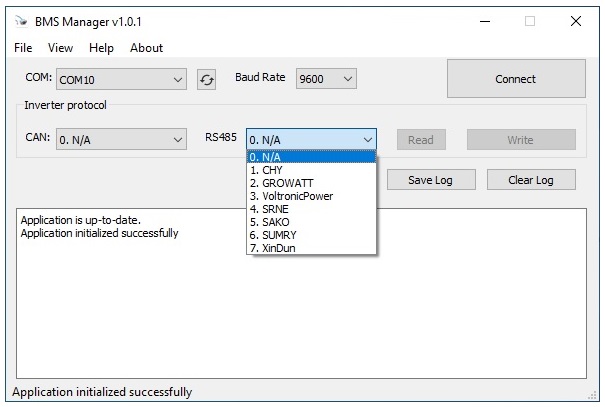 BMS Manager v1.0.1
File View Help About
COM: COM10 Baud Rate 9600 Connect
Inverter protocol
CAN: 0. N/A RS485 0. N/A Read Write
0. N/A
1. CHY
2. GROWATT
3. VoltronicPower
4. SRNE
5. SAKO
6. SUMRY
7. XinDun
Save Log Clear Log
Application is up-to-date.
Application initialized successfully
Application initialized successfully